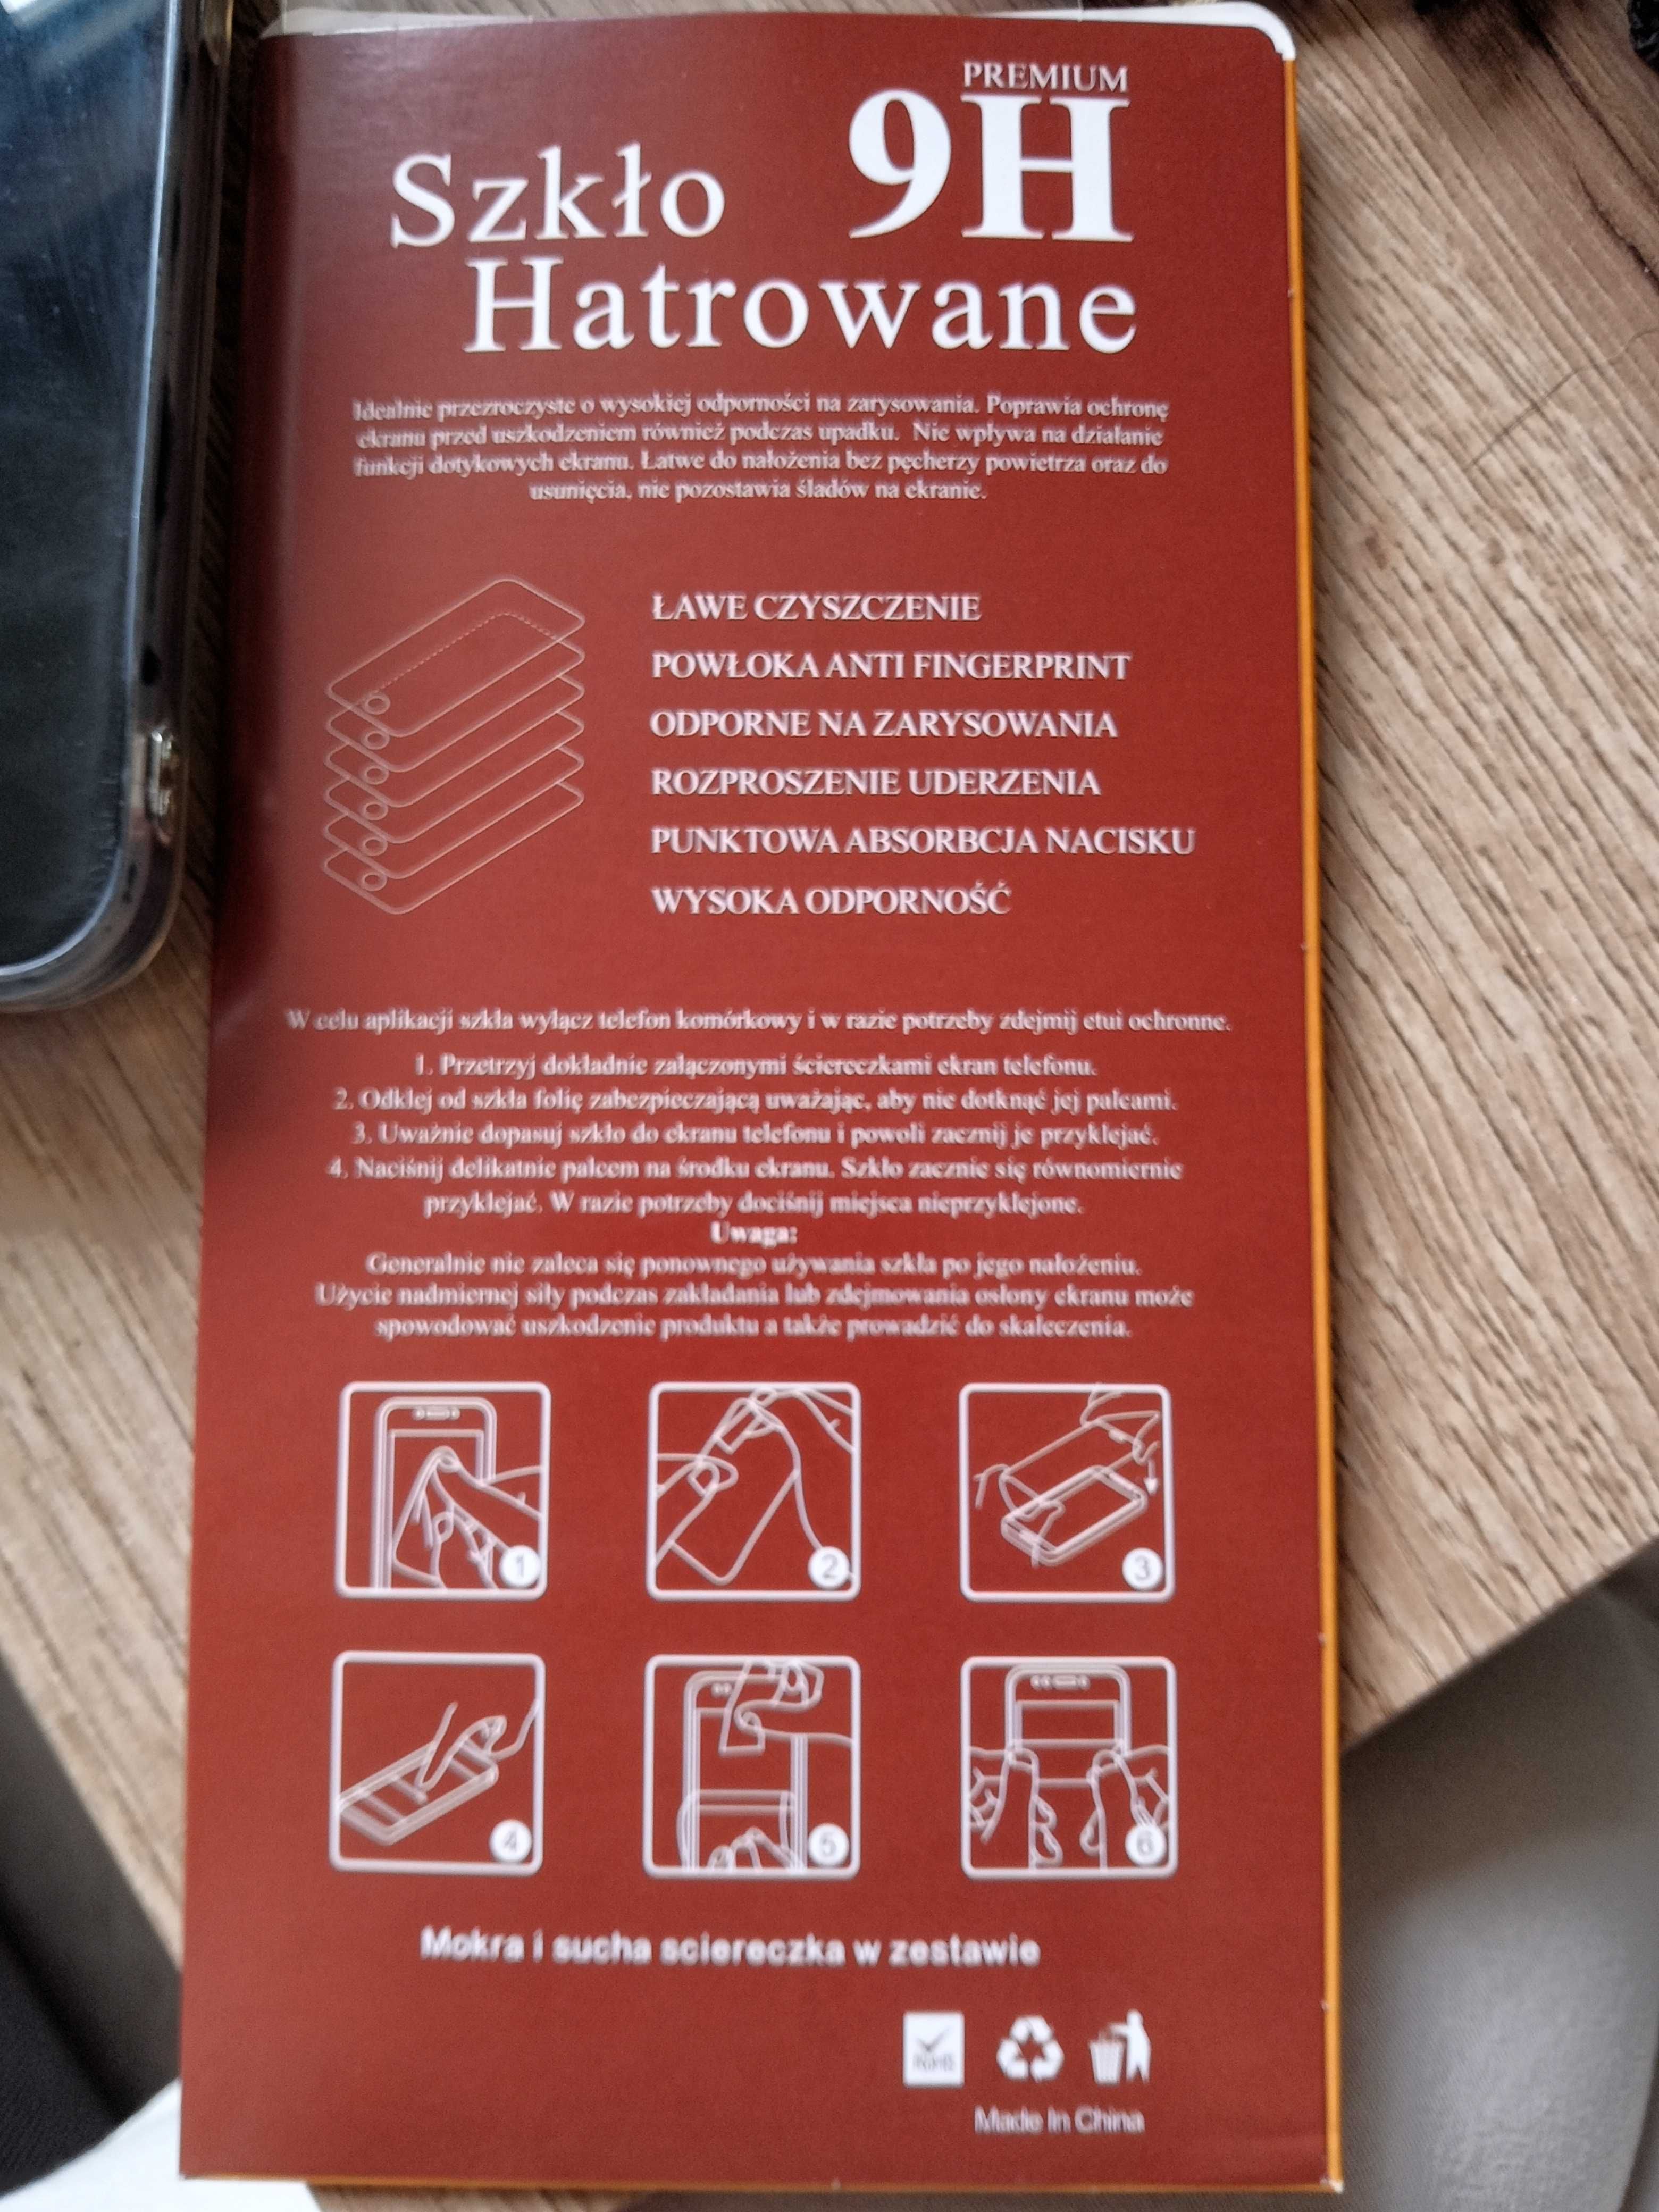 PREMIUM
Szkło 9H
Hatrowane
Idealnie przezroczyste o wysokiej odporności na zarysowania. Poprawia ochronę
ekranu przed uszkodzeniem również podczas upadku. Nie wpływa na działanie
funkcji dotykowych ekranu. Łatwe do nałożenia bez pęcherzy powietrza oraz do
usunięcia, nie pozostawia śladów na ekranie.
ŁAWE CZYSZCZENIE
POWŁOKA ANTI FINGERPRINT
ODPORNE NA ZARYSOWANIA
ROZPROSZENIE UDERZENIA
PUNKTOWA ABSORBCJA NACISKU
WYSOKA ODPORNOŚĆ
W celu aplikacji szkła wyłącz telefon komórkowy i w razie potrzeby zdejmij etui ochronne.
1. Przetrzyj dokładnie załączonymi ściereczkami ekran telefonu.
2. Odklej od szkła folię zabezpieczającą uważając, aby nie dotknąć jej palcami.
3. Uważnie dopasuj szkło do ekranu telefonu i powoli zacznij je przyklejać.
4. Naciśnij delikatnie palcem na środku ekranu. Szkło zacznie się równomiernie
przyklejać. W razie potrzeby dociśnij miejsca nieprzyklejone.
Uwaga:
Generalnie nie zaleca się ponownego używania szkła po jego nałożeniu.
Użycie nadmiernej siły podczas zakładania lub zdejmowania osłony ekranu może
spowodować uszkodzenie produktu a także prowadzić do skaleczenia.
1 2 3
4 5 6
Mokra i sucha sciereczka w zestawie
RoHS
Made In China